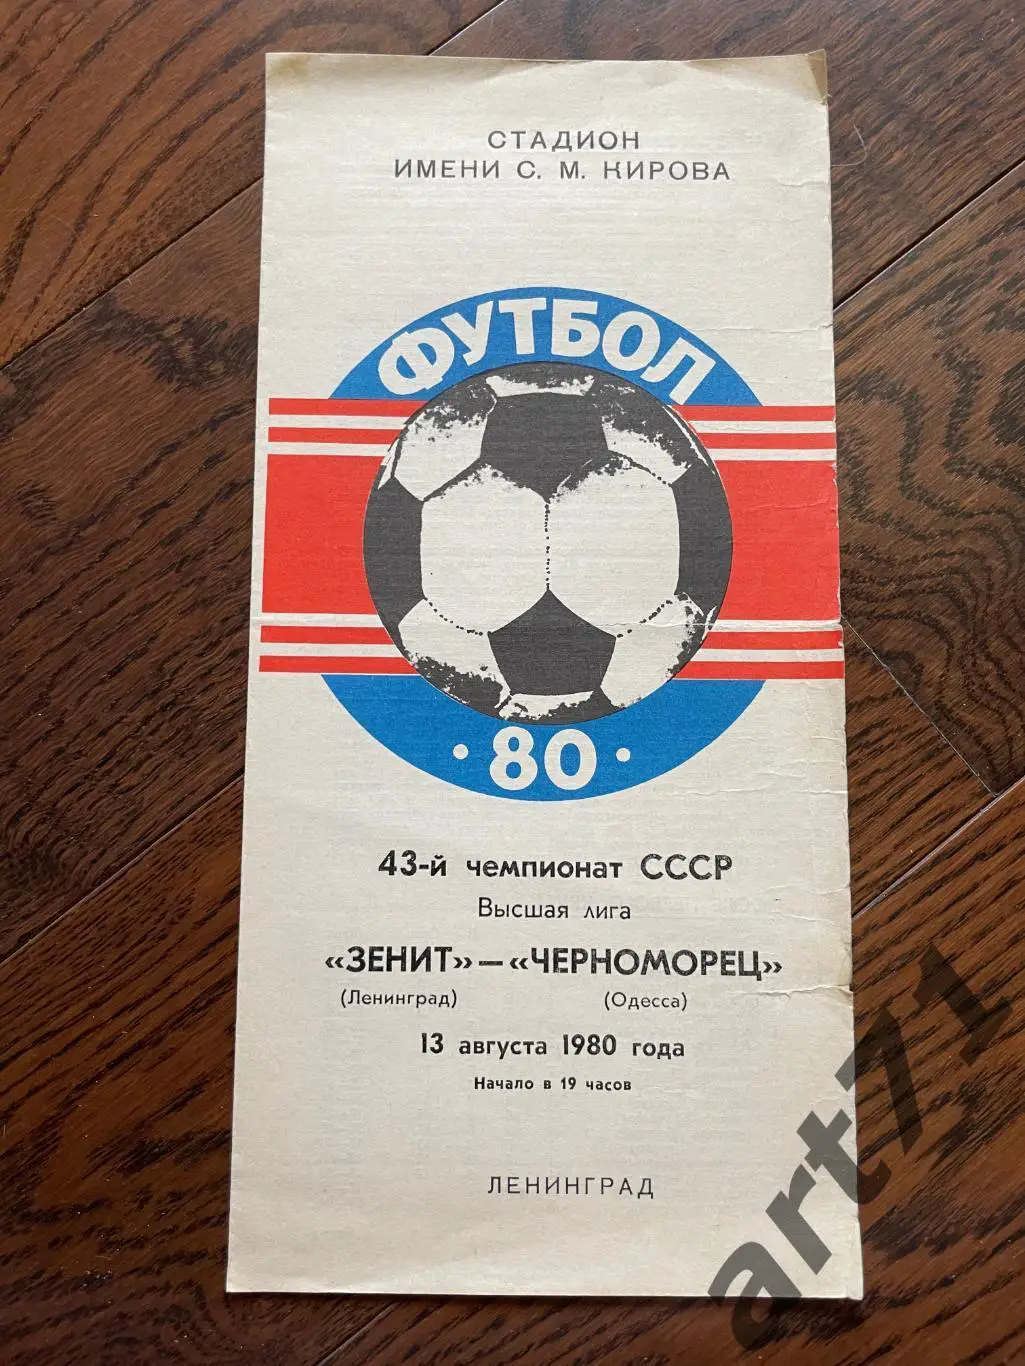 СТАДИОН
ИМЕНИ С. М. КИРОВА
ФУТБОЛ
· 80 ·
43-й чемпионат СССР
Высшая лига
«ЗЕНИТ» — «ЧЕРНОМОРЕЦ»
(Ленинград) (Одесса)
13 августа 1980 года
Начало в 19 часов
ЛЕНИНГРАД
art71